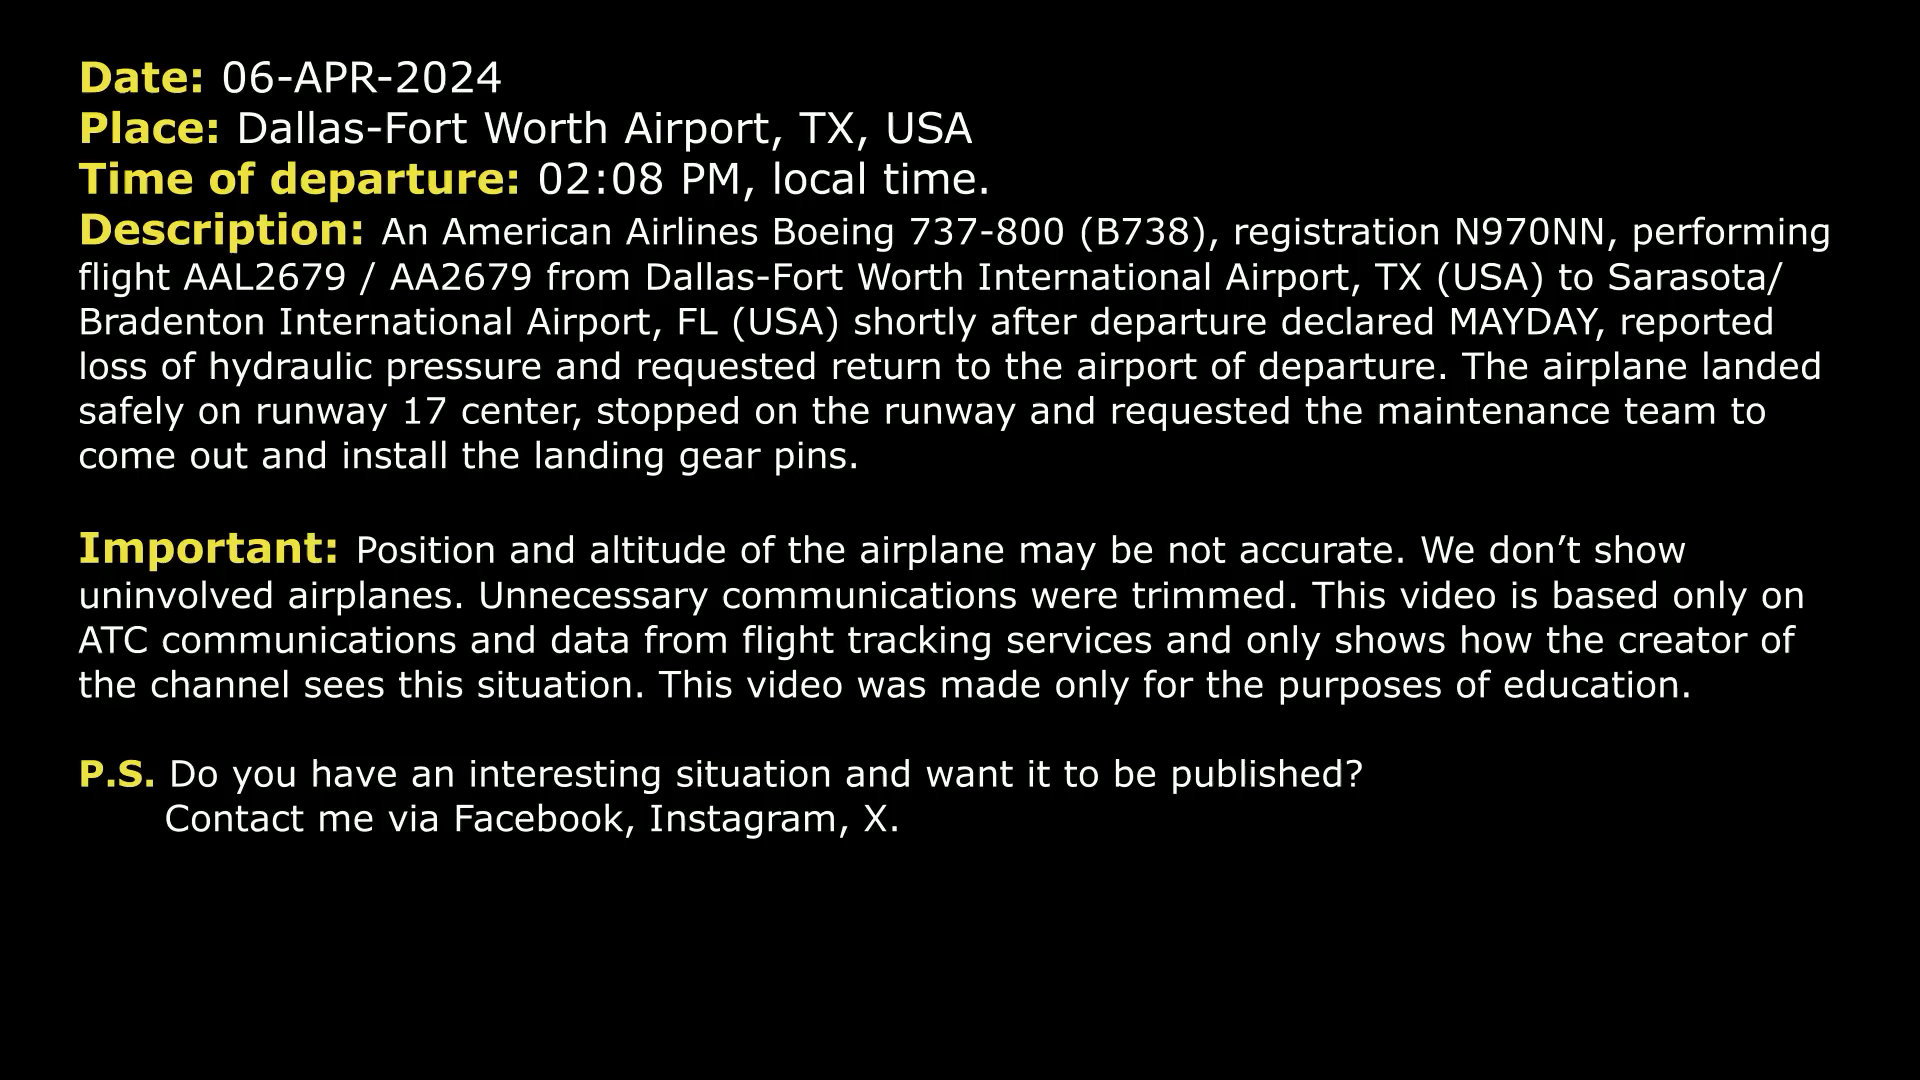 Date: 06-APR-2024
Place: Dallas-Fort Worth Airport, TX, USA
Time of departure: 02:08 PM, local time.
Description: An American Airlines Boeing 737-800 (B738), registration N970NN, performing
flight AAL2679 / AA2679 from Dallas-Fort Worth International Airport, TX (USA) to Sarasota/
Bradenton International Airport, FL (USA) shortly after departure declared MAYDAY, reported
loss of hydraulic pressure and requested return to the airport of departure. The airplane landed
safely on runway 17 center, stopped on the runway and requested the maintenance team to
come out and install the landing gear pins.
Important: Position and altitude of the airplane may be not accurate. We don’t show
uninvolved airplanes. Unnecessary communications were trimmed. This video is based only on
ATC communications and data from flight tracking services and only shows how the creator of
the channel sees this situation. This video was made only for the purposes of education.
P.S. Do you have an interesting situation and want it to be published?
Contact me via Facebook, Instagram, X.